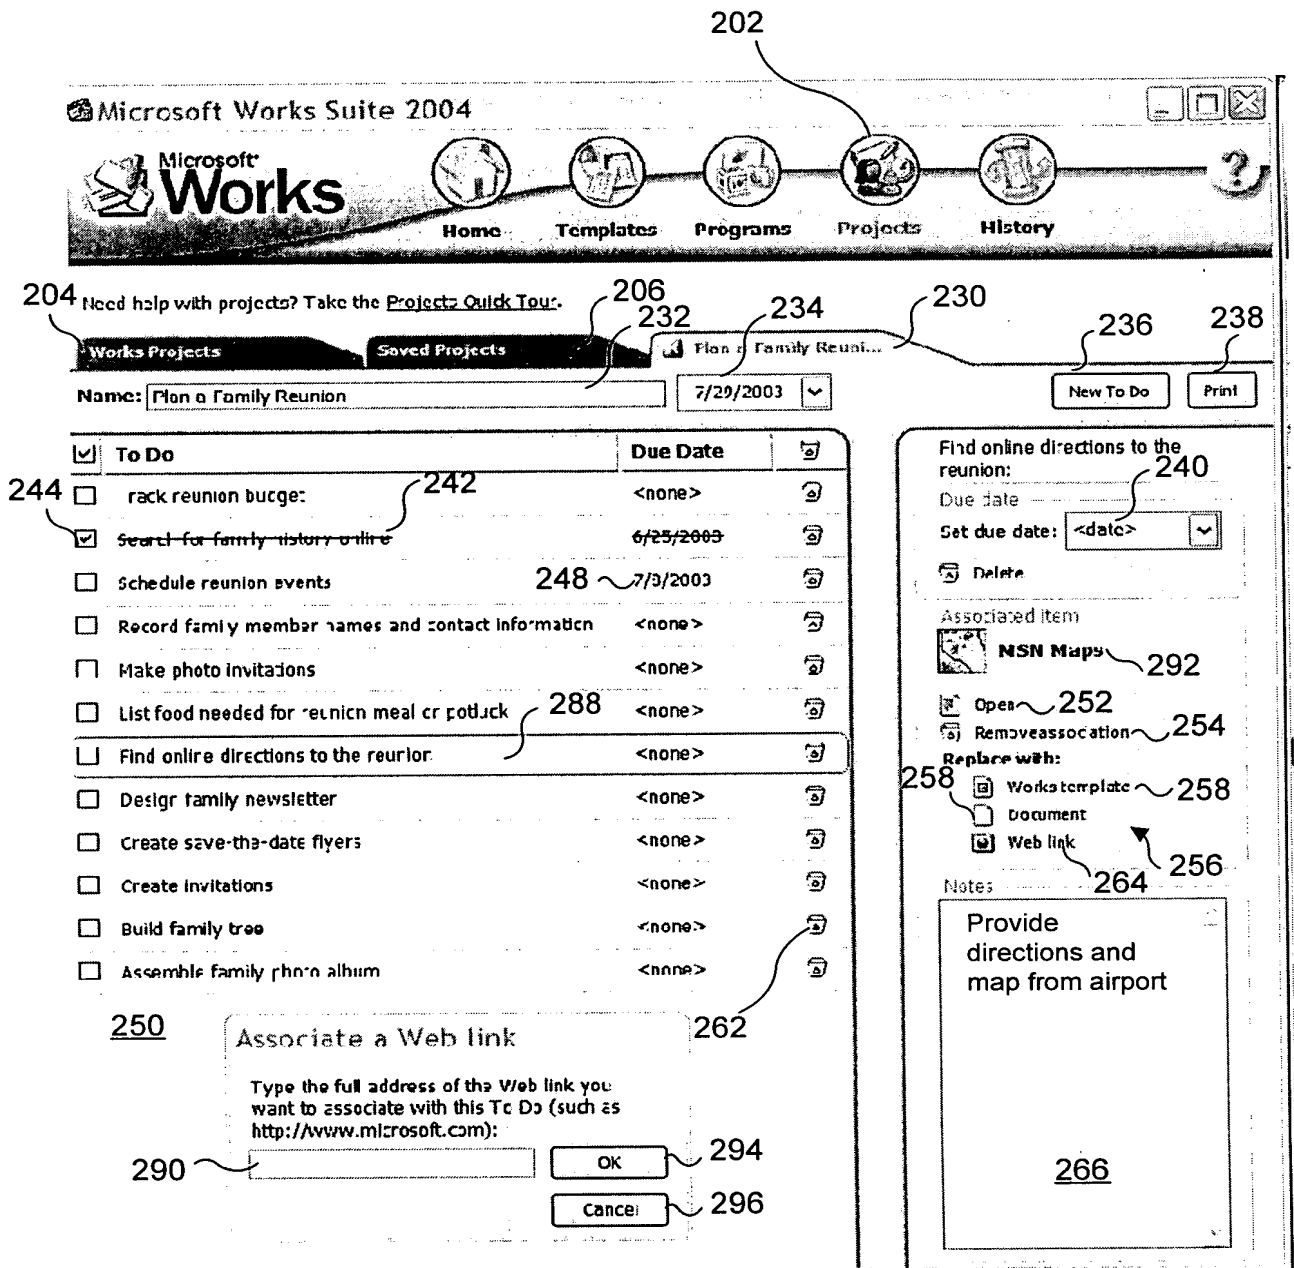 202
Microsoft Works Suite 2004
Microsoft
Works
Home Templates Programs Projects History
?
204 Need help with projects? Take the Projects Quick Tour. 206 232 234 230 236 238
Works Projects Saved Projects Plan a Family Reuni...
Name: Plan a Family Reunion 7/29/2003 New To Do Print
To Do Due Date
244 Track reunion budget <none> 242
Search for family history online 6/25/2003
Schedule reunion events 248 7/3/2003
Record family member names and contact information <none>
Make photo invitations <none>
List food needed for reunion meal or potluck 288 <none>
Find online directions to the reunion <none>
Design family newsletter <none>
Create save-the-date flyers <none>
Create invitations <none>
Build family tree <none>
Assemble family photo album <none>
262
Find online directions to the
reunion: 240
Due date
Set due date: <date>
Delete
Associated item
MSN Maps 292
Open 252
Removeassociation 254
Replace with:
258 Works template 258
Document
Web link 256
264
Notes
Provide
directions and
map from airport
266
250
Associate a Web link
Type the full address of the Web link you
want to associate with this To Do (such as
http://www.microsoft.com):
290 OK 294
Cancel 296